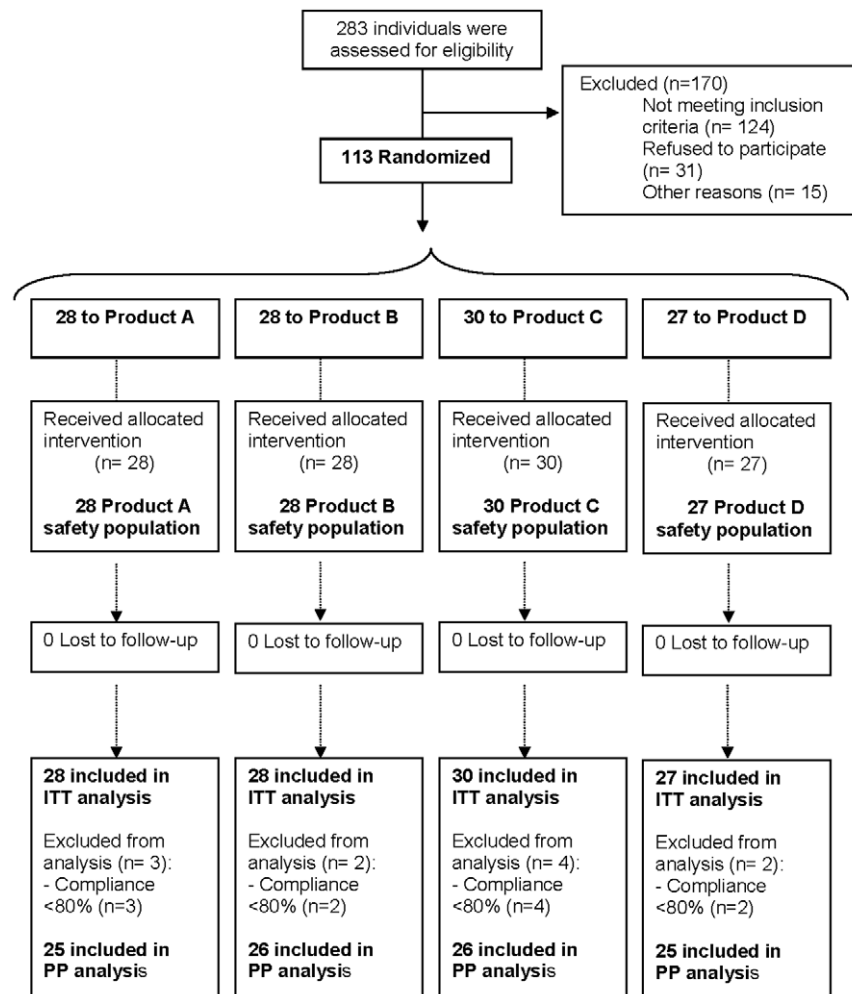 283 individuals were
assessed for eligibility
Excluded (n=170)
Not meeting inclusion
criteria (n= 124)
Refused to participate
(n= 31)
Other reasons (n= 15)
113 Randomized
28 to Product A
28 to Product B
30 to Product C
27 to Product D
Received allocated
intervention
(n= 28)
28 Product A
safety population
Received allocated
intervention
(n= 28)
28 Product B
safety population
Received allocated
intervention
(n= 30)
30 Product C
safety population
Received allocated
intervention
(n= 27)
27 Product D
safety population
0 Lost to follow-up
0 Lost to follow-up
0 Lost to follow-up
0 Lost to follow-up
28 included in
ITT analysis
Excluded from
analysis (n= 3):
- Compliance
<80% (n=3)
25 included in
PP analysis
28 included in
ITT analysis
Excluded from
analysis (n= 2):
- Compliance
<80% (n=2)
26 included in
PP analysis
30 included in
ITT analysis
Excluded from
analysis (n= 4):
- Compliance
<80% (n=4)
26 included in
PP analysis
27 included in
ITT analysis
Excluded from
analysis (n= 2):
- Compliance
<80% (n=2)
25 included in
PP analysis